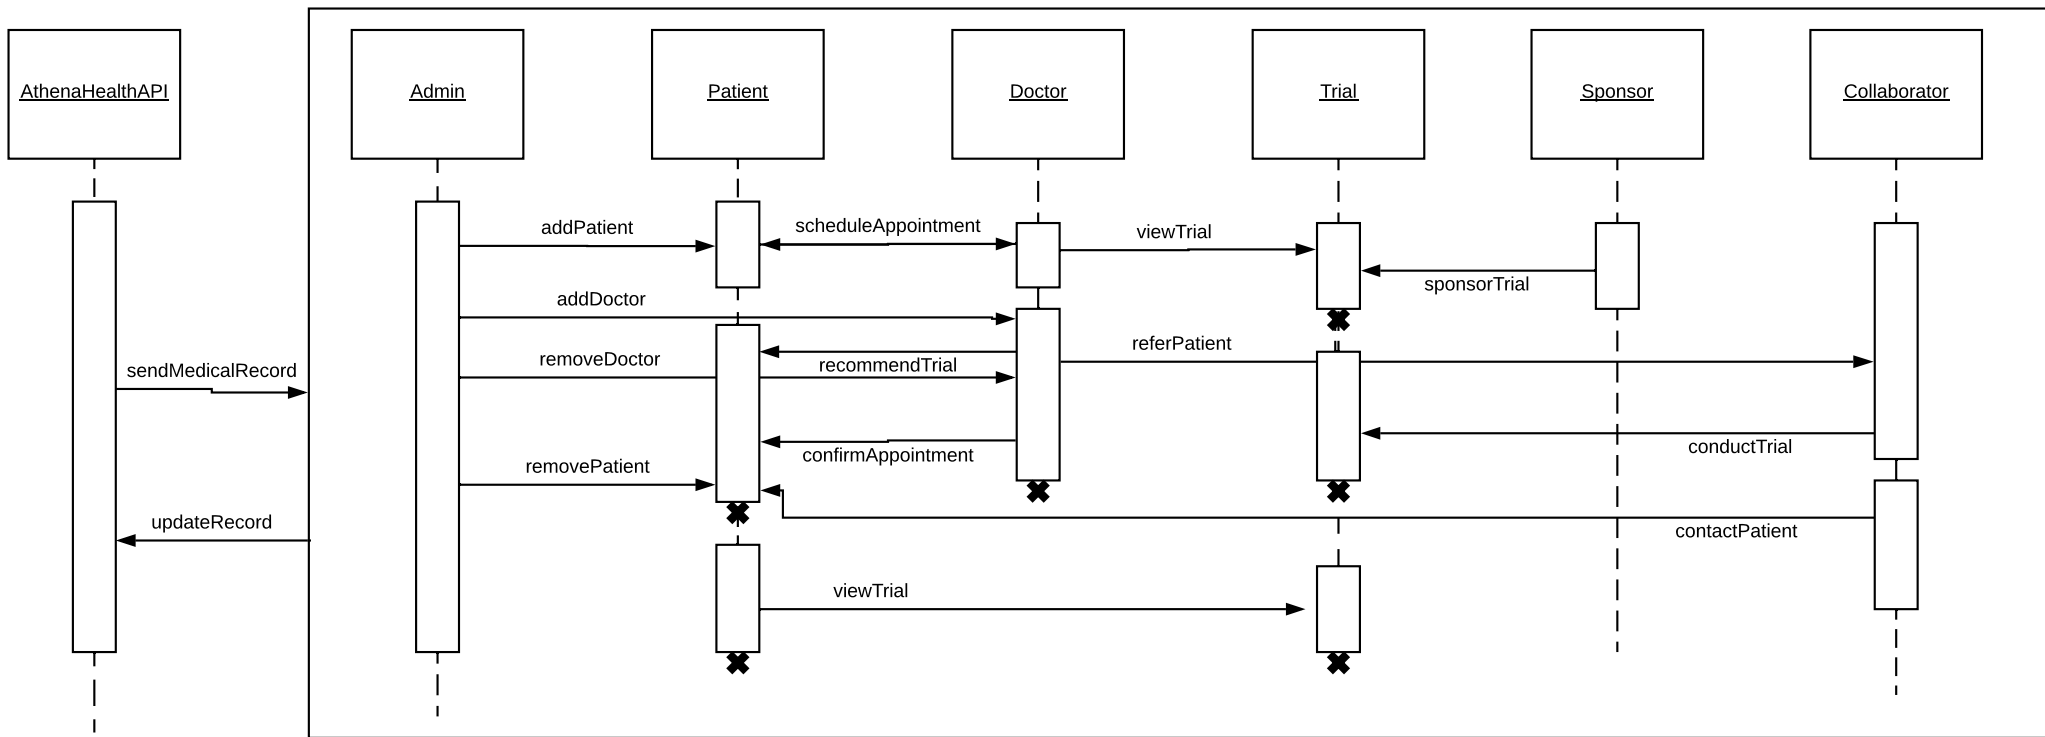 AthenaHealthAPI
Admin
Patient
Doctor
Trial
Sponsor
Collaborator
addPatient
scheduleAppointment
viewTrial
sponsorTrial
addDoctor
referPatient
removeDoctor
recommendTrial
sendMedicalRecord
conductTrial
confirmAppointment
removePatient
updateRecord
contactPatient
viewTrial